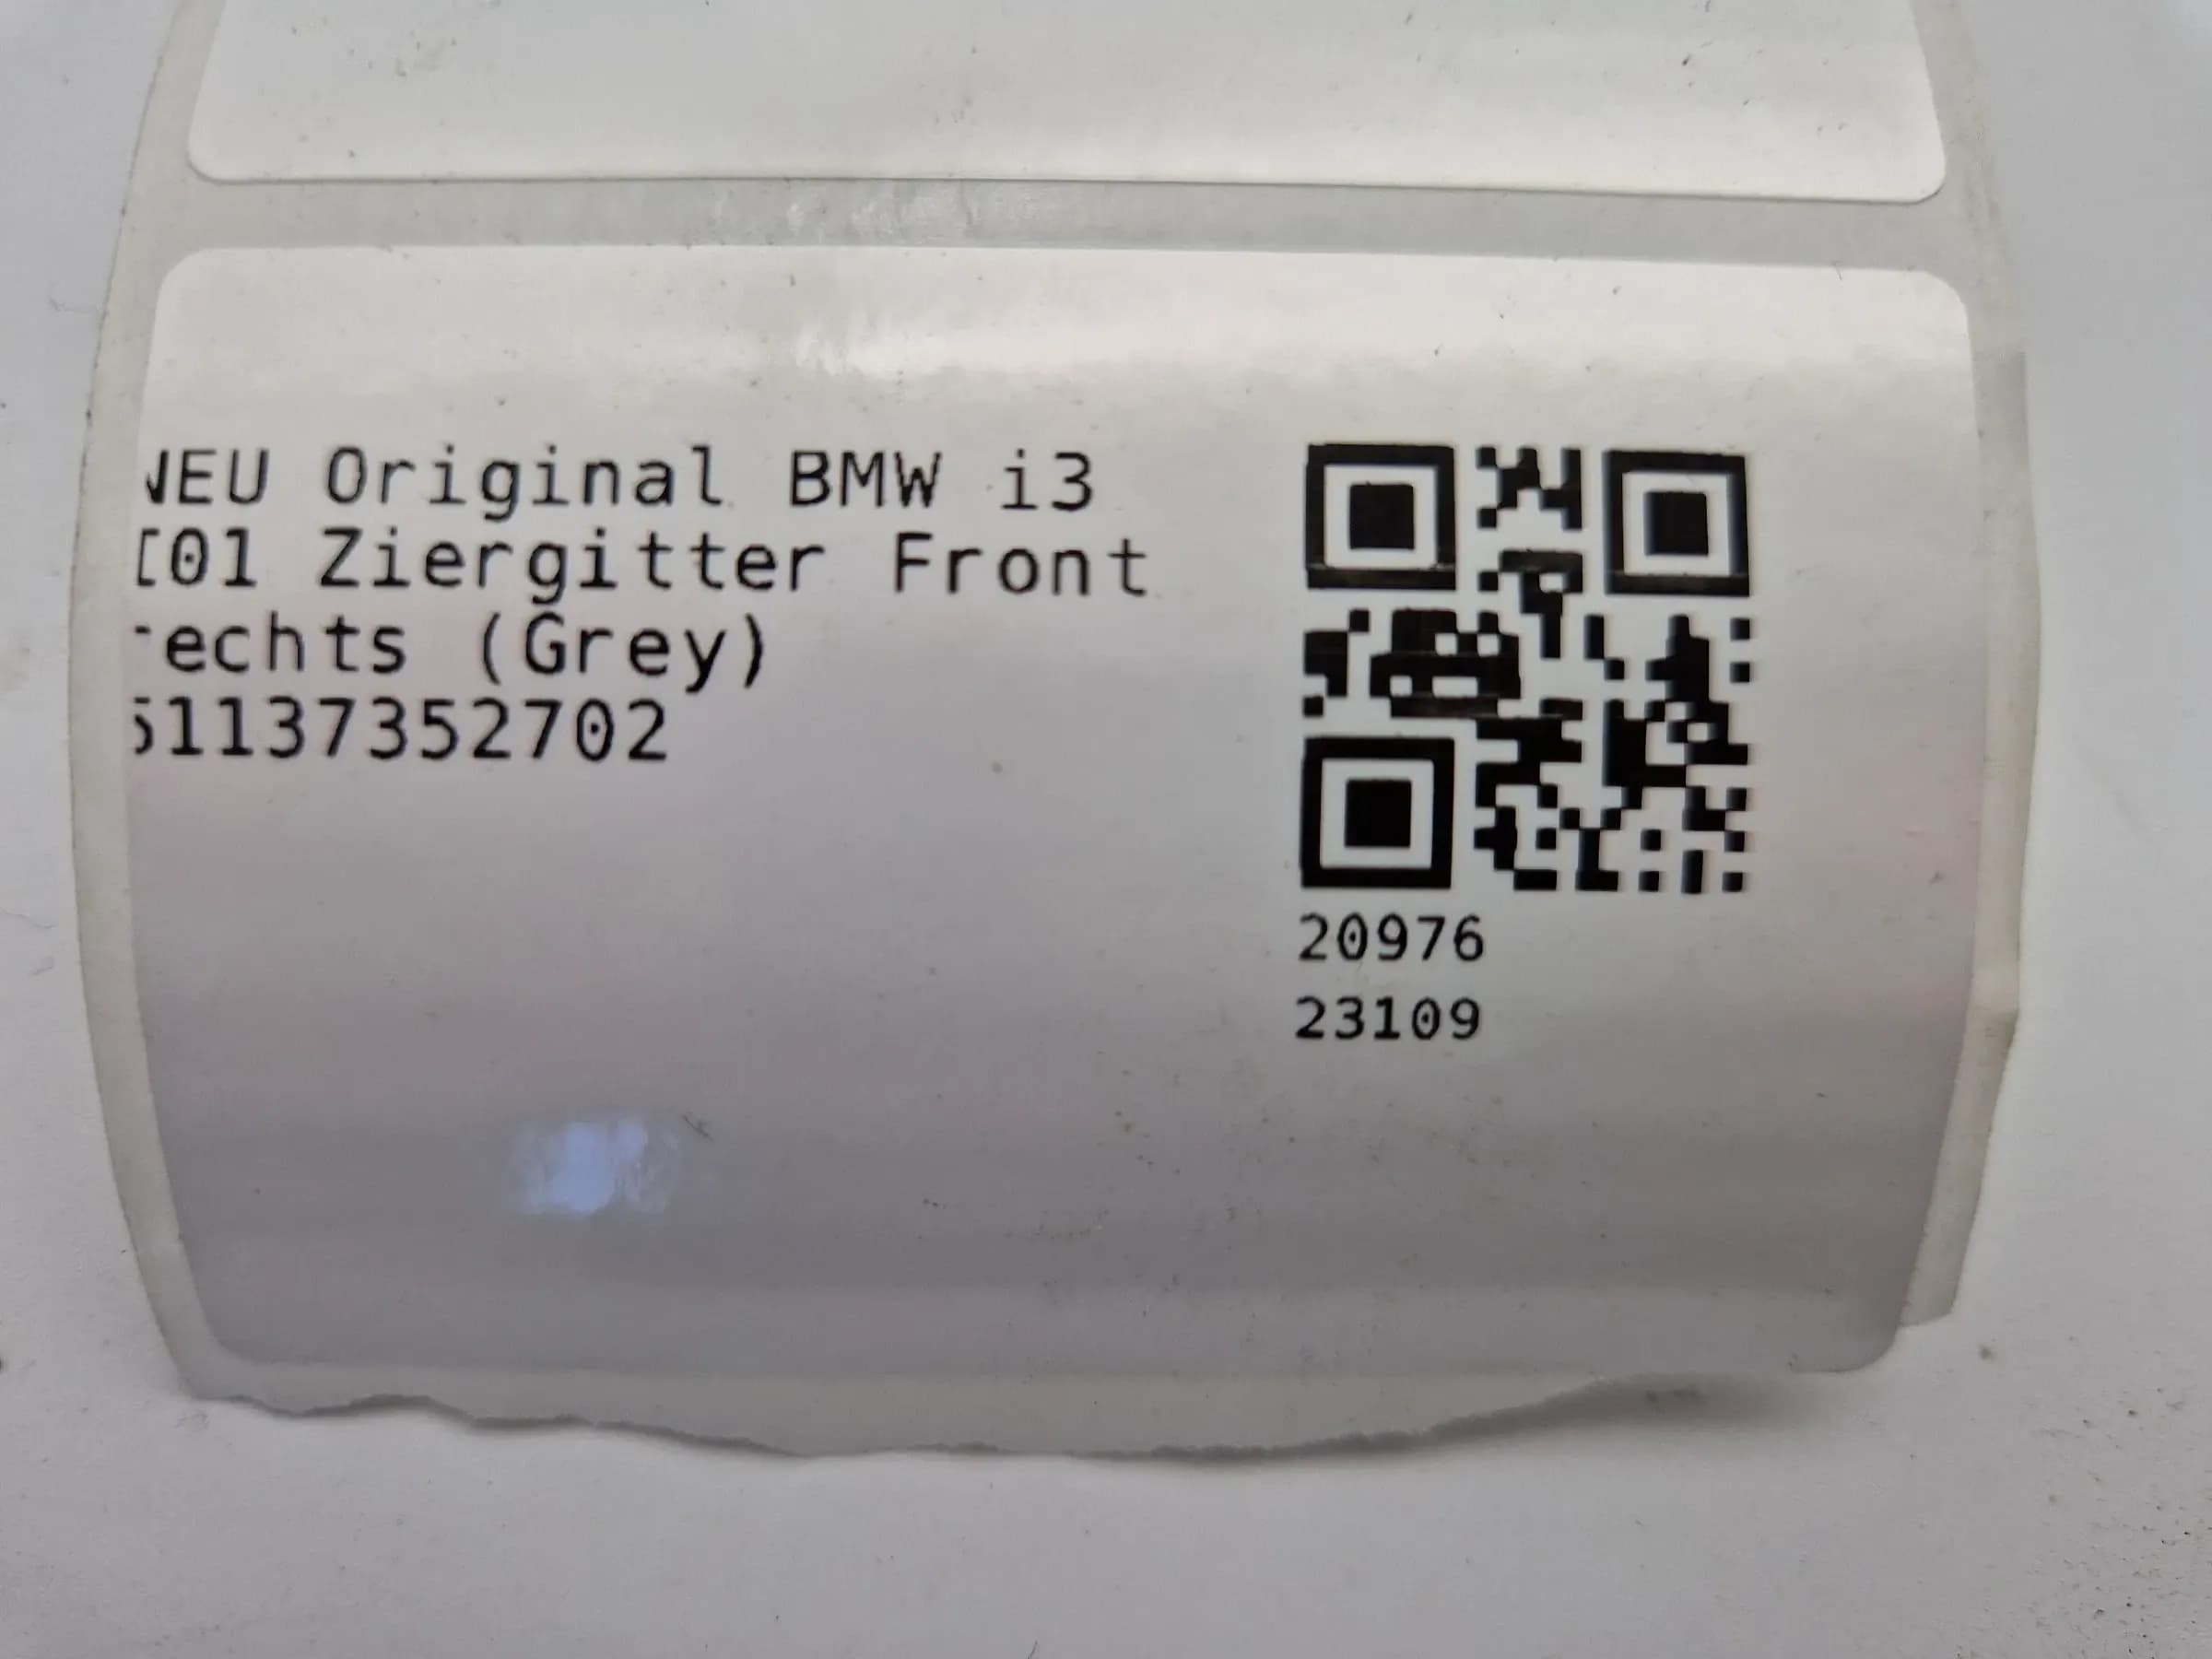 NEU Original BMW i3
I01 Ziergitter Front
rechts (Grey)
51137352702
20976
23109